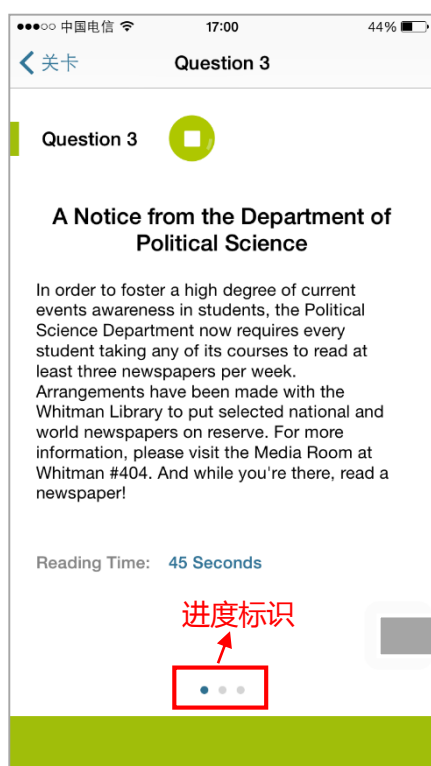 中国电信 17:00 44%
关卡 Question 3
Question 3
A Notice from the Department of
Political Science
In order to foster a high degree of current
events awareness in students, the Political
Science Department now requires every
student taking any of its courses to read at
least three newspapers per week.
Arrangements have been made with the
Whitman Library to put selected national and
world newspapers on reserve. For more
information, please visit the Media Room at
Whitman #404. And while you're there, read a
newspaper!
Reading Time: 45 Seconds
进度标识